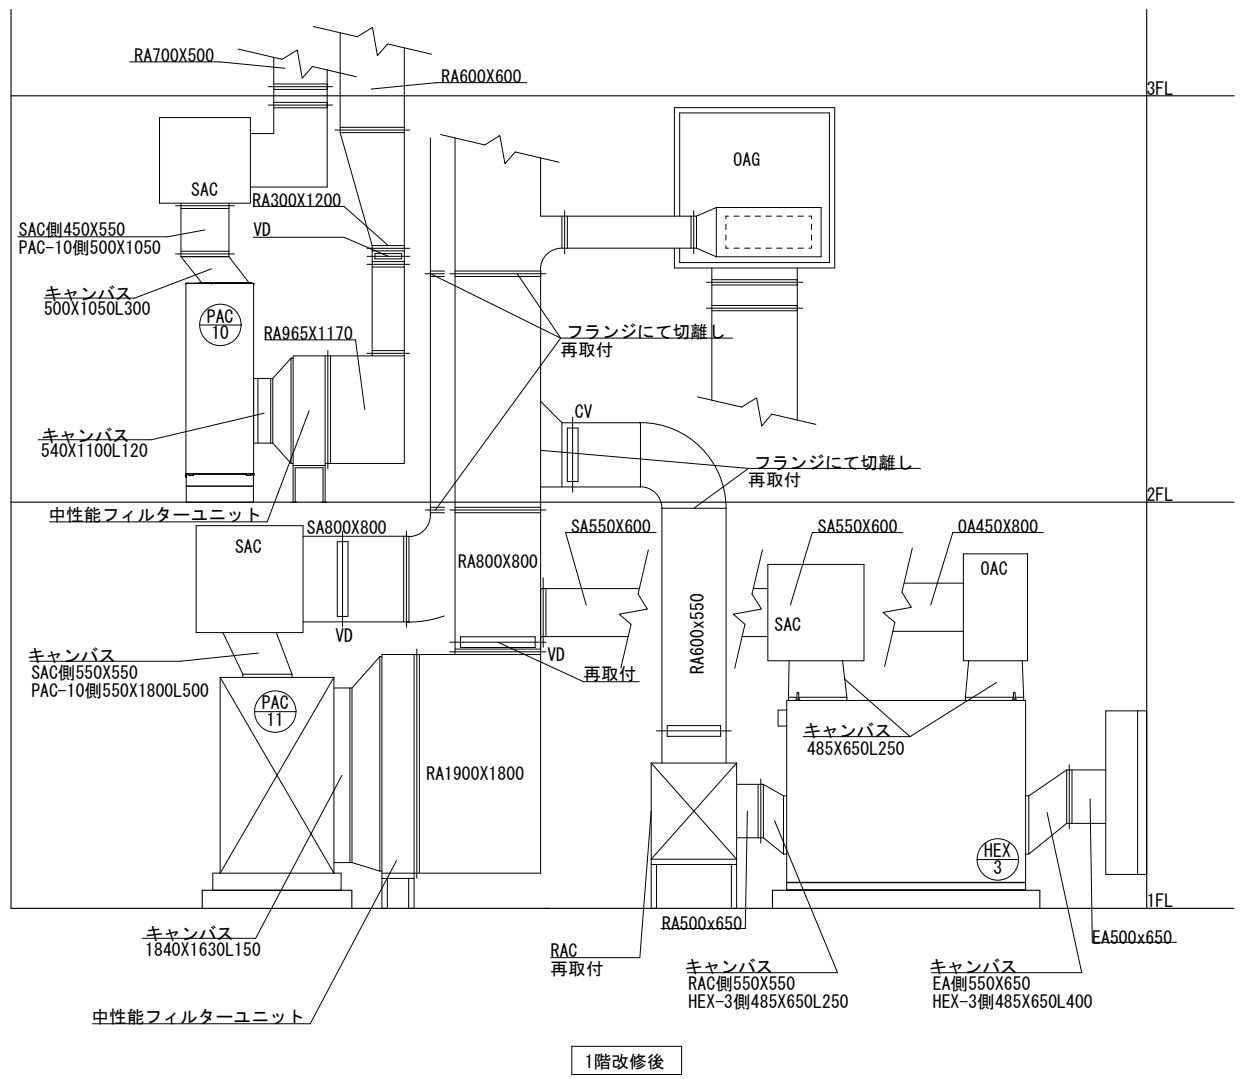 RA700X500
RA600X600
3FL
SAC
OAG
RA300X1200
SAC側450X550
PAC-10側500X1050
VD
キャンバス
500X1050L300
PAC
10
RA965X1170
フランジにて切離し
再取付
CV
キャンバス
540X1100L120
フランジにて切離し
再取付
2FL
中性能フィルターユニット
SA800X800
SA550X600
SA550X600
OA450X800
SAC
RA800X800
OAC
RA600x550
SAC
VD
VD
再取付
キャンバス
SAC側550X550
PAC-10側550X1800L500
PAC
11
キャンバス
485X650L250
RA1900X1800
HEX
3
1FL
キャンバス
1840X1630L150
RA500x650
EA500x650
RAC
再取付
キャンバス
RAC側550X550
HEX-3側485X650L250
キャンバス
EA側550X650
HEX-3側485X650L400
中性能フィルターユニット
1階改修後